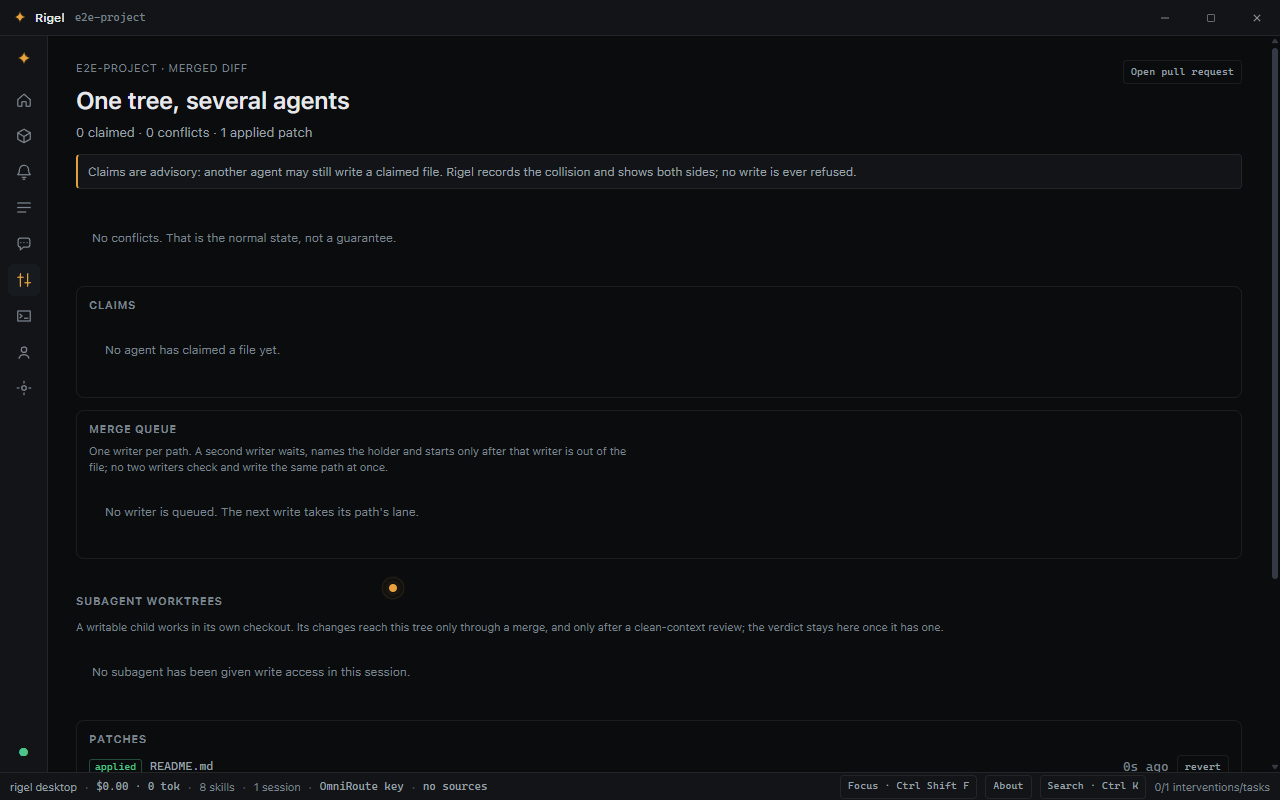 Rigel e2e-project
E2E-PROJECT · MERGED DIFF
Open pull request
One tree, several agents
0 claimed · 0 conflicts · 1 applied patch
Claims are advisory: another agent may still write a claimed file. Rigel records the collision and shows both sides; no write is ever refused.
No conflicts. That is the normal state, not a guarantee.
CLAIMS
No agent has claimed a file yet.
MERGE QUEUE
One writer per path. A second writer waits, names the holder and starts only after that writer is out of the
file; no two writers check and write the same path at once.
No writer is queued. The next write takes its path's lane.
SUBAGENT WORKTREES
A writable child works in its own checkout. Its changes reach this tree only through a merge, and only after a clean-context review; the verdict stays here once it has one.
No subagent has been given write access in this session.
PATCHES
applied README.md 0s ago revert
rigel desktop · $0.00 · 0 tok · 8 skills · 1 session · OmniRoute key · no sources Focus · Ctrl Shift F About Search · Ctrl K 0/1 interventions/tasks